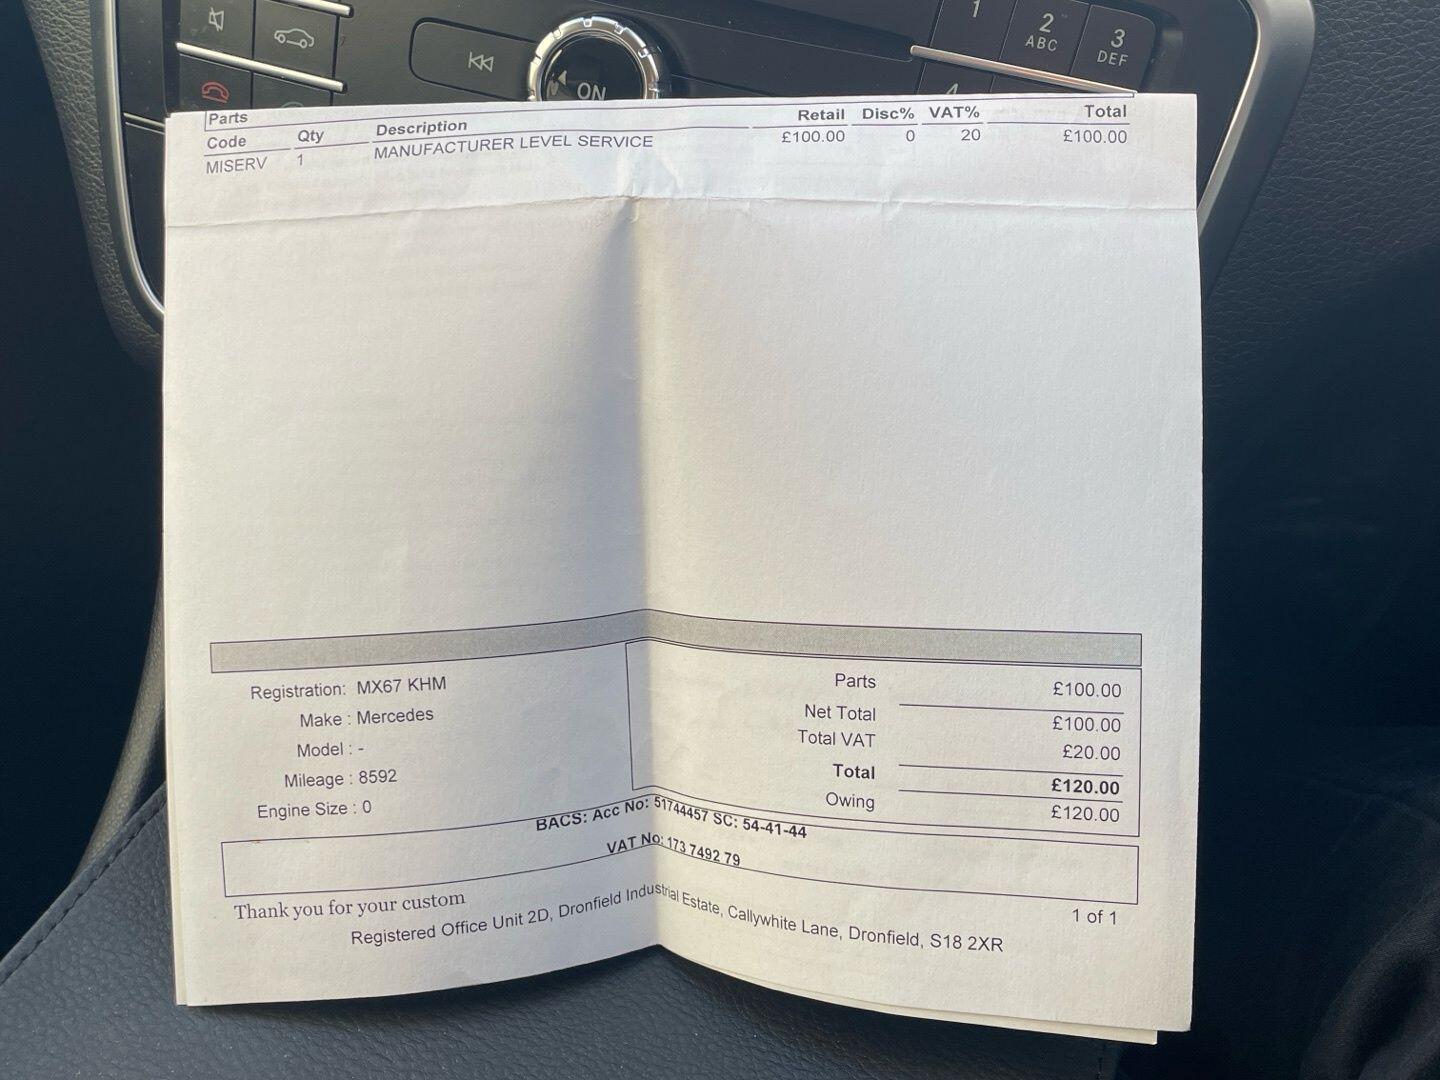 1
2 ABC
3 DEF
4
ON
Parts
Code Qty Description Retail Disc% VAT% Total
MISERV 1 MANUFACTURER LEVEL SERVICE £100.00 0 20 £100.00
Registration: MX67 KHM
Make : Mercedes
Model : -
Mileage : 8592
Engine Size : 0
Parts £100.00
Net Total £100.00
Total VAT £20.00
Total £120.00
Owing £120.00
BACS: Acc No: 51744457 SC: 54-41-44
VAT No: 173 7492 79
Thank you for your custom
1 of 1
Registered Office Unit 2D, Dronfield Industrial Estate, Callywhite Lane, Dronfield, S18 2XR